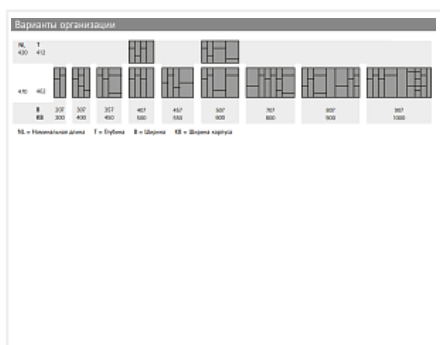 Варианты организации
NL T
420 412
470 462
B 207 307 357 407 457 507 707 807 907
KB 300 400 450 500 550 600 800 900 1000
NL = Номинальная длина T = Глубина B = Ширина KB = Ширина корпуса